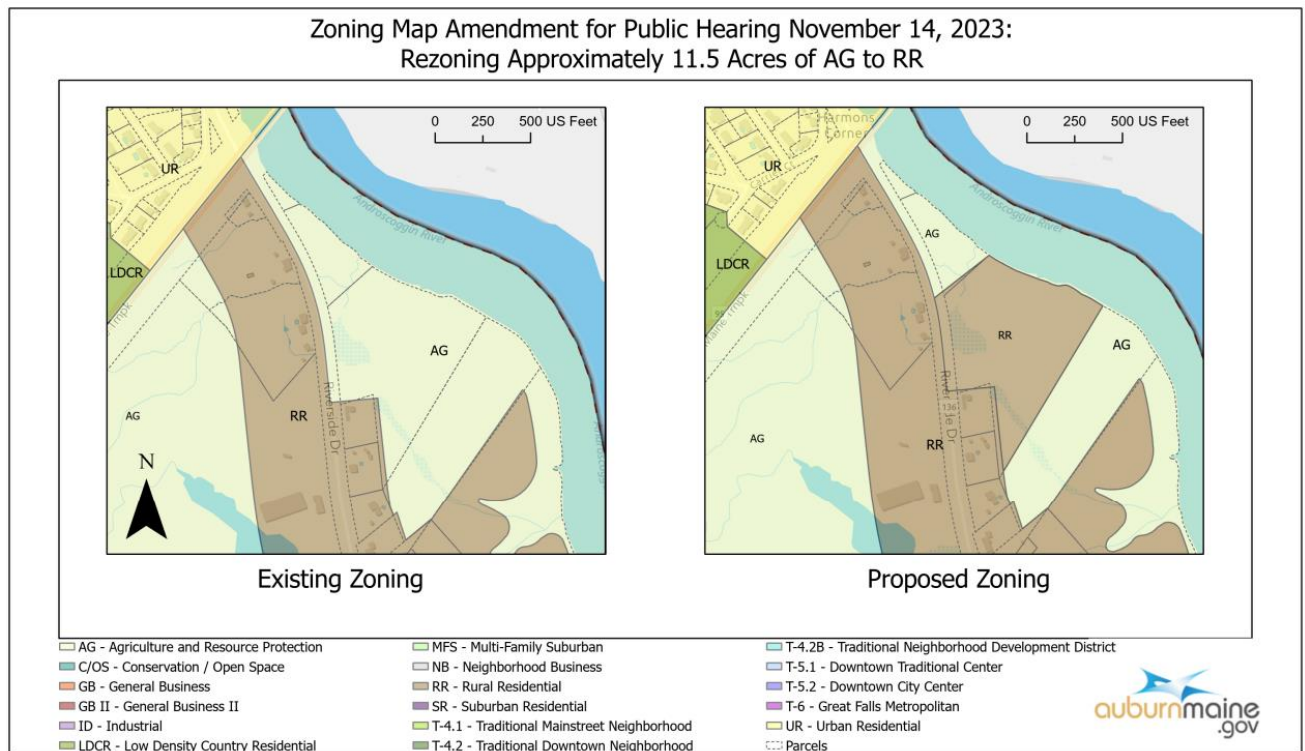 Zoning Map Amendment for Public Hearing November 14, 2023:
Rezoning Approximately 11.5 Acres of AG to RR
0 250 500 US Feet
UR
LDCR
AG
AG
RR
Riverside Dr
Androscoggin River
N
Existing Zoning
0 250 500 US Feet
Harmons
Corner
UR
LDCR
95
Maine Trnpk
AG
Androscoggin River
RR
AG
AG
136
RR
Proposed Zoning
AG - Agriculture and Resource Protection
C/OS - Conservation / Open Space
GB - General Business
GB II - General Business II
ID - Industrial
LDCR - Low Density Country Residential
MFS - Multi-Family Suburban
NB - Neighborhood Business
RR - Rural Residential
SR - Suburban Residential
T-4.1 - Traditional Mainstreet Neighborhood
T-4.2 - Traditional Downtown Neighborhood
T-4.2B - Traditional Neighborhood Development District
T-5.1 - Downtown Traditional Center
T-5.2 - Downtown City Center
T-6 - Great Falls Metropolitan
UR - Urban Residential
Parcels
auburnmaine
.gov